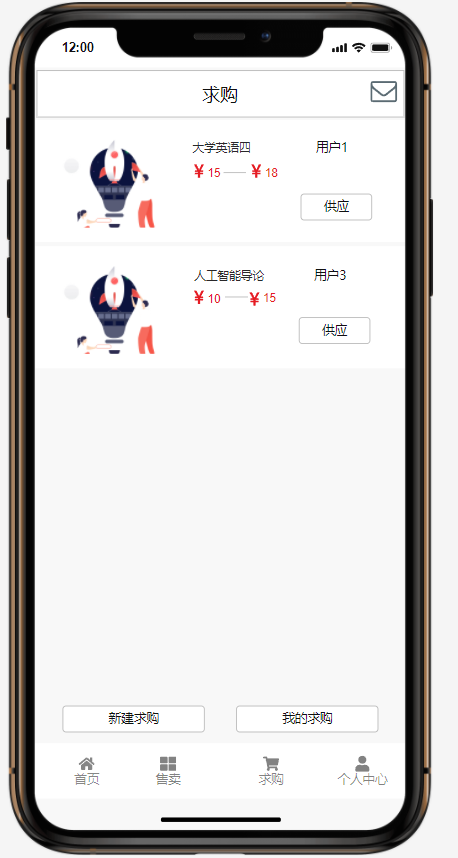 12:00
求购
大学英语四
用户1
¥ 15 ¥ 18
供应
人工智能导论
用户3
¥ 10 ¥ 15
供应
新建求购
我的求购
首页
售卖
求购
个人中心